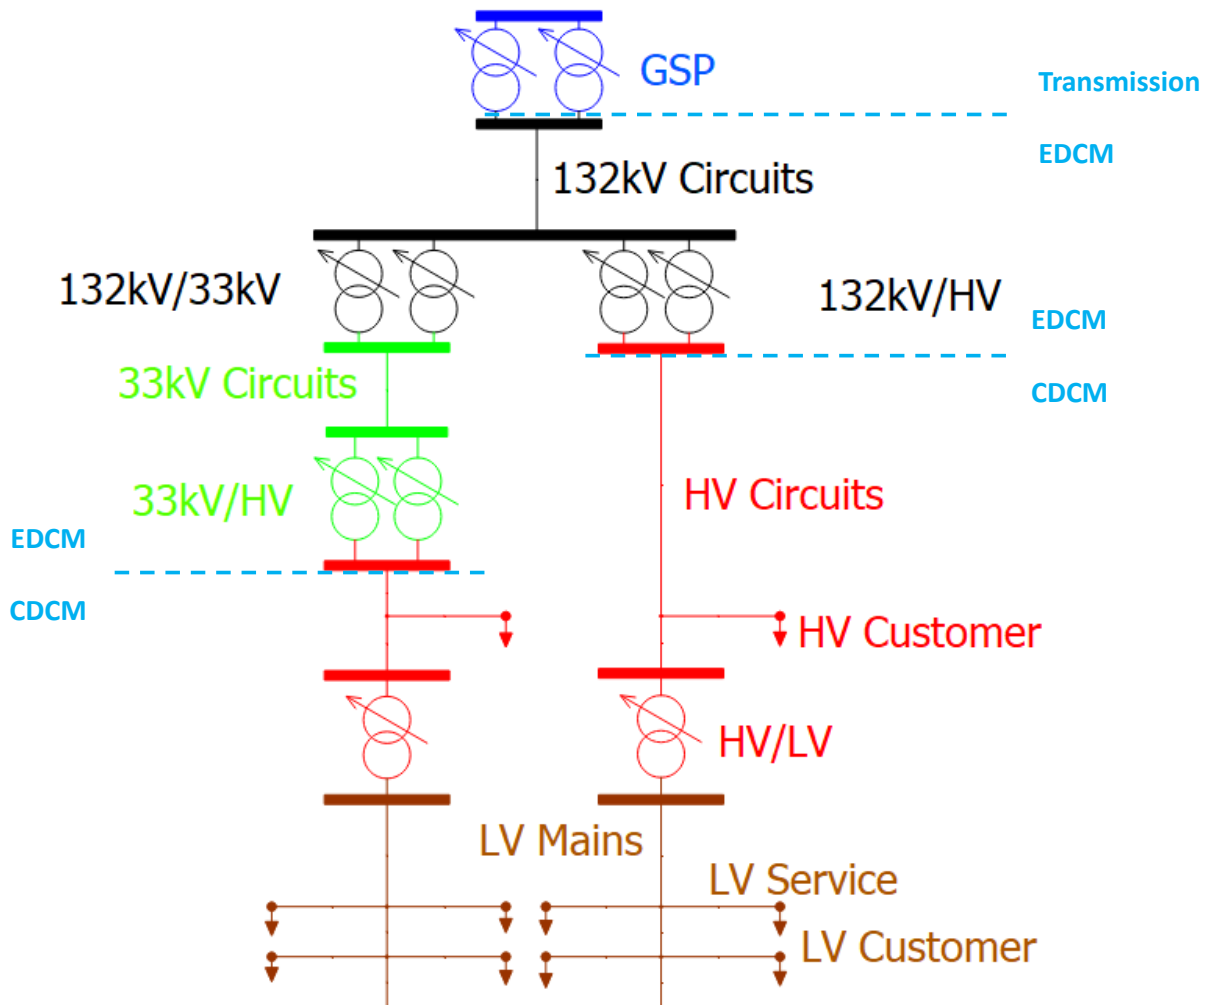 GSP
Transmission
EDCM
132kV Circuits
132kV/33kV
132kV/HV
EDCM
33kV Circuits
CDCM
33kV/HV
HV Circuits
EDCM
CDCM
HV Customer
HV/LV
LV Mains
LV Service
LV Customer